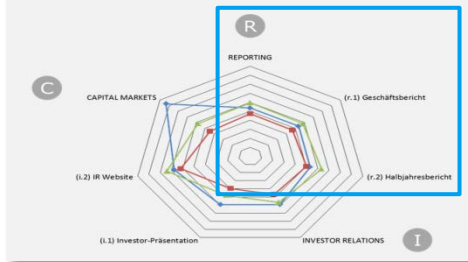 R
REPORTING
C
CAPITAL MARKETS
(r.1) Geschäftsbericht
(i.2) IR Website
(r.2) Halbjahresbericht
(i.1) Investor-Präsentation
INVESTOR RELATIONS
I